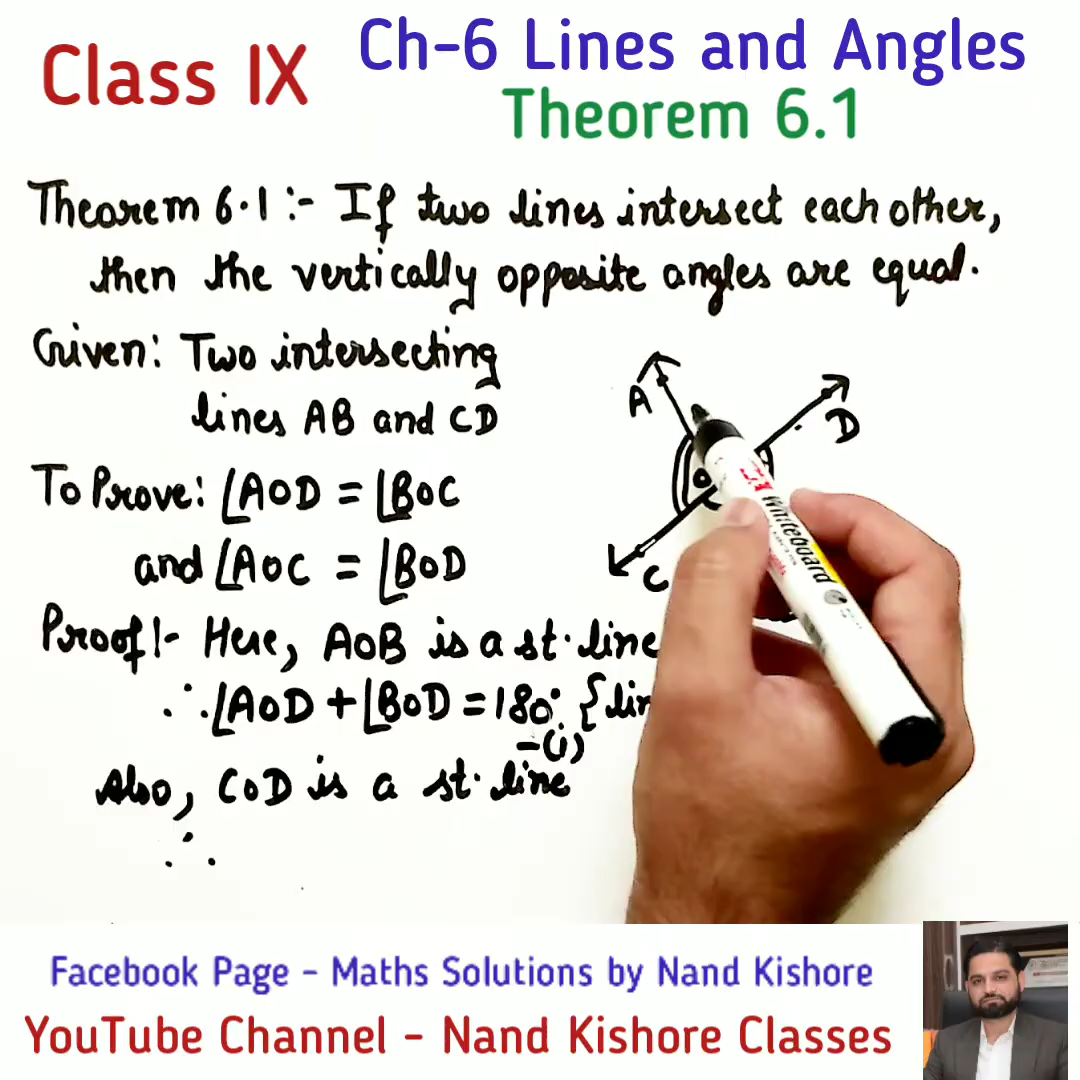 Class IX
Ch-6 Lines and Angles
Theorem 6.1
Theorem 6.1 :- If two lines intersect each other,
then the vertically opposite angles are equal.
Given: Two intersecting
lines AB and CD
To Prove: ∠AOD = ∠BOC
and ∠AOC = ∠BOD
Proof :- Here, AOB is a st. line
∴ ∠AOD + ∠BOD = 180° {lin
-(i)
Also, COD is a st. line
∴
A
D
O
C
Whiteboard
Facebook Page - Maths Solutions by Nand Kishore
YouTube Channel - Nand Kishore Classes